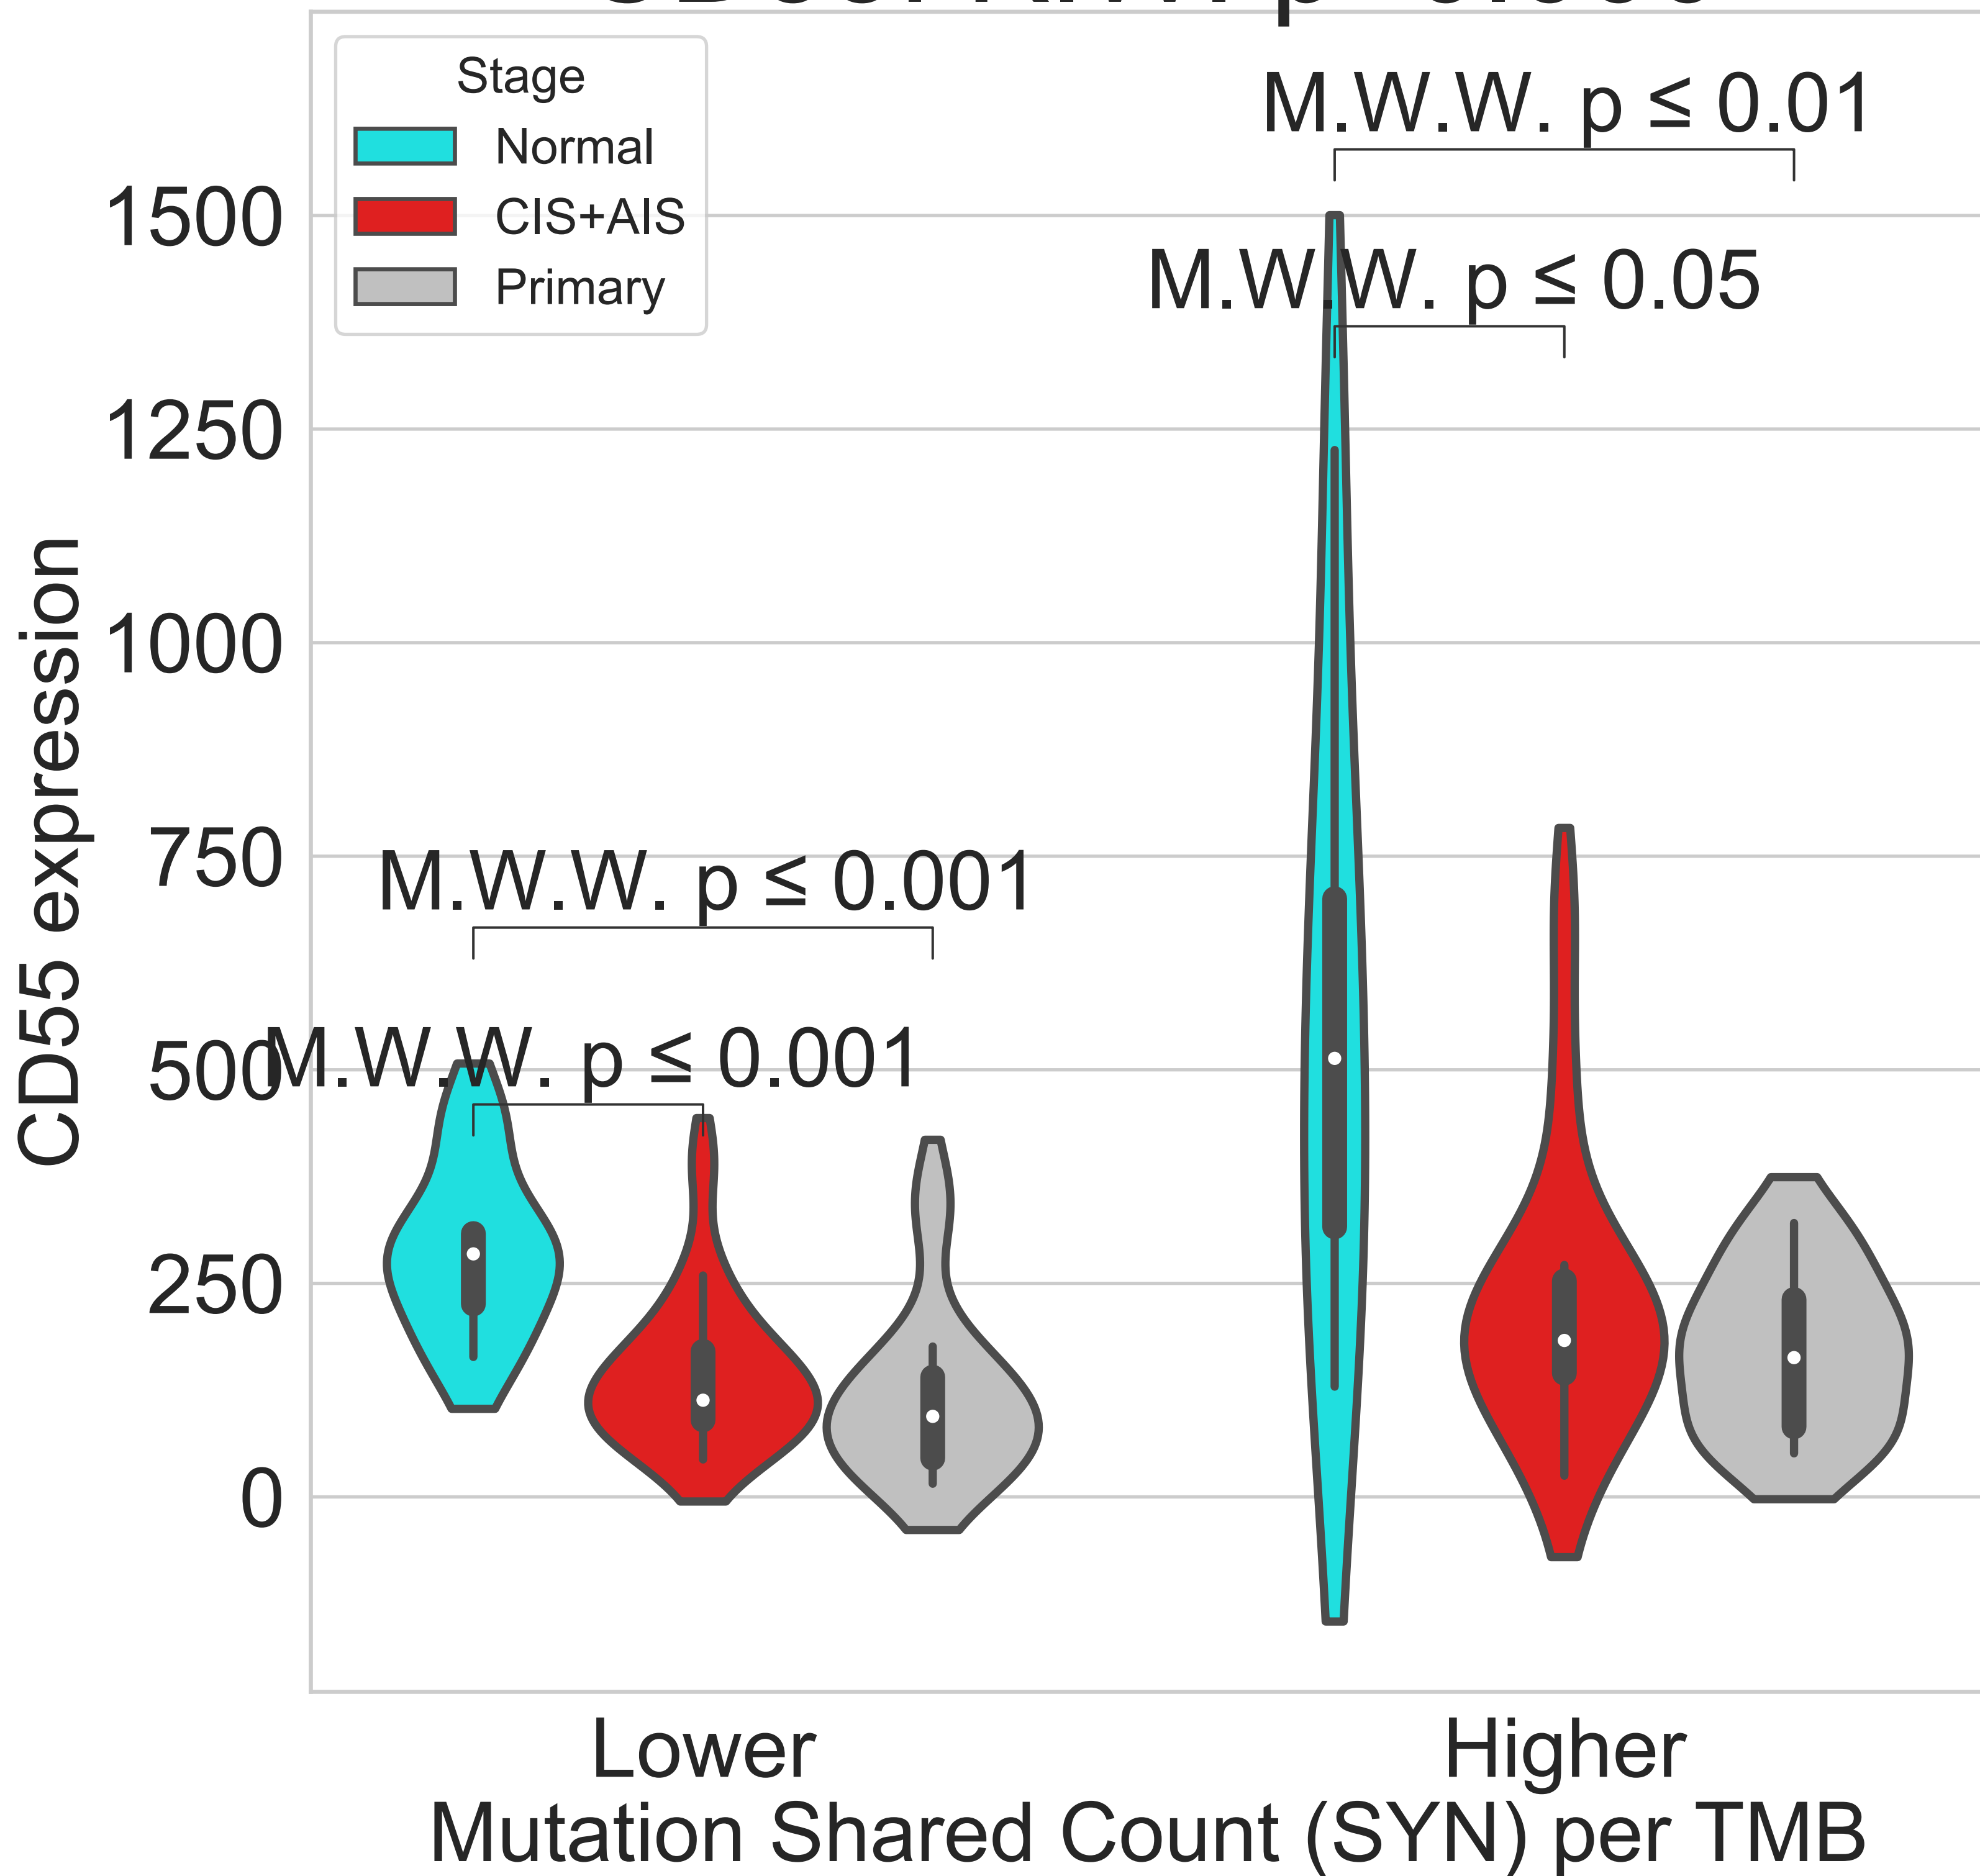 Stage
Normal
CIS+AIS
Primary
M.W.W. p ≤ 0.01
M.W.W. p ≤ 0.05
M.W.W. p ≤ 0.001
M.W.W. p ≤ 0.001
1500
1250
1000
750
500
250
0
CD55 expression
Lower
Higher
Mutation Shared Count (SYN) per TMB